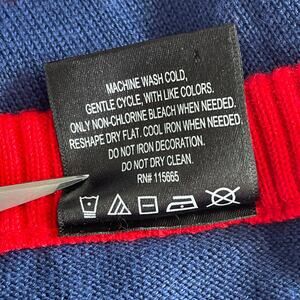 MACHINE WASH COLD,
GENTLE CYCLE, WITH LIKE COLORS.
ONLY NON-CHLORINE BLEACH WHEN NEEDED.
RESHAPE DRY FLAT. COOL IRON WHEN NEEDED.
DO NOT IRON DECORATION.
DO NOT DRY CLEAN.
RN# 115665